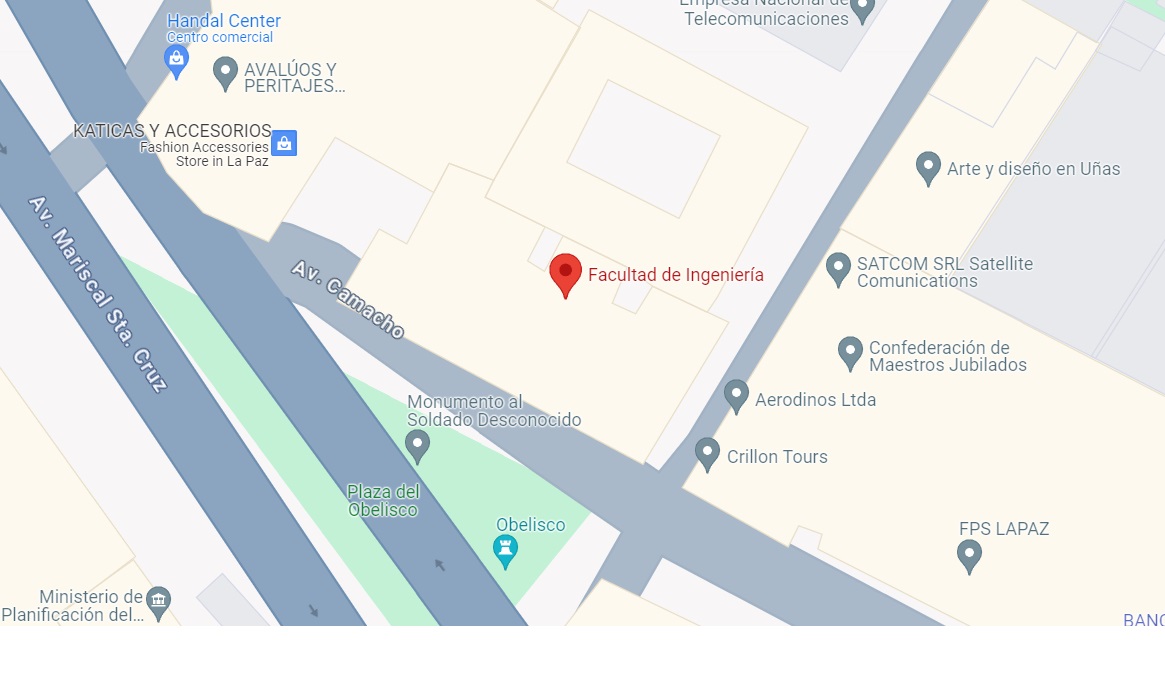 Empresa Nacional de
Telecomunicaciones
Handal Center
Centro comercial
AVALÚOS Y
PERITAJES...
KATICAS Y ACCESORIOS
Fashion Accessories
Store in La Paz
Arte y diseño en Uñas
Av. Mariscal Sta. Cruz
Av. Camacho
Facultad de Ingeniería
SATCOM SRL Satellite
Comunications
Confederación de
Maestros Jubilados
Monumento al
Soldado Desconocido
Aerodinos Ltda
Crillon Tours
Plaza del
Obelisco
Obelisco
FPS LAPAZ
Ministerio de
Planificación del...
BANC